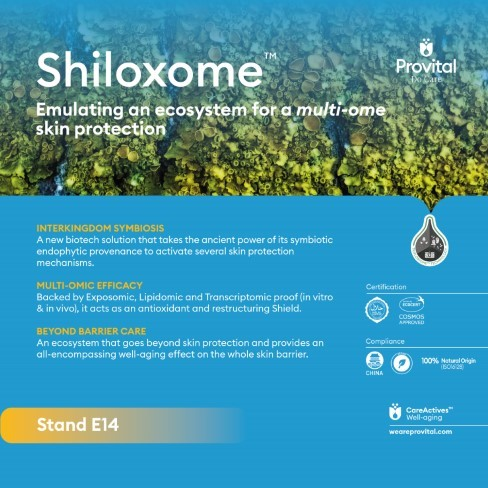 Shiloxome™
Provital
Do Care
Emulating an ecosystem for a multi-ome
skin protection
INTERKINGDOM SYMBIOSIS
A new biotech solution that takes the ancient power of its symbiotic
endophytic provenance to activate several skin protection
mechanisms.
MULTI-OMIC EFFICACY
Backed by Exposomic, Lipidomic and Transcriptomic proof (in vitro
& in vivo), it acts as an antioxidant and restructuring Shield.
BEYOND BARRIER CARE
An ecosystem that goes beyond skin protection and provides an
all-encompassing well-aging effect on the whole skin barrier.
Certification
ECOCERT
COSMOS
APPROVED
Compliance
CHINA
100% Natural Origin
(ISO16128)
Stand E14
CareActives™
Well-aging
weareprovital.com